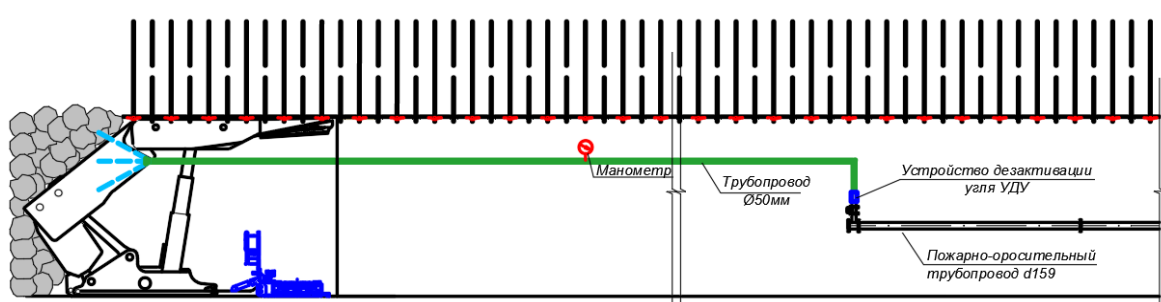 Манометр
Трубопровод
Ø50мм
Устройство дезактивации
угля УДУ
Пожарно-оросительный
трубопровод d159